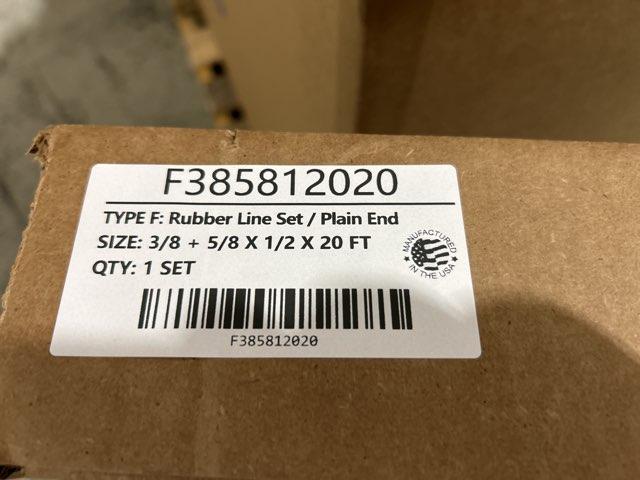 F385812020
TYPE F: Rubber Line Set / Plain End
SIZE: 3/8 + 5/8 X 1/2 X 20 FT
QTY: 1 SET
MANUFACTURED
IN THE USA
F385812020